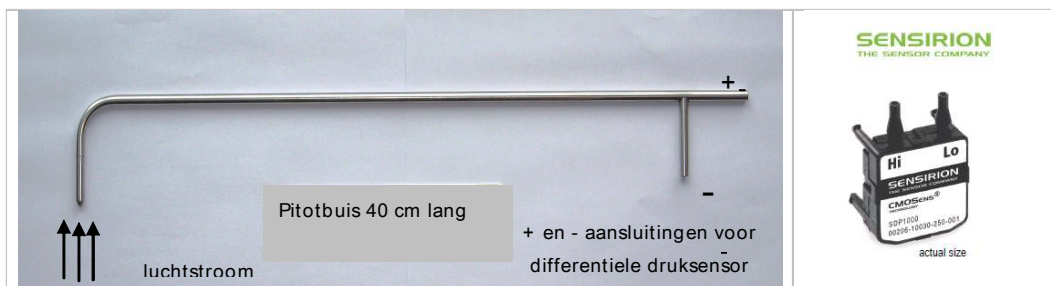 +
-
-
Pitotbuis 40 cm lang
+ en - aansluitingen voor
differentiele druksensor
luchtstroom
SENSIRION
THE SENSOR COMPANY
Hi Lo
SENSIRION
THE SENSOR COMPANY
CMOSens®
TECHNOLOGY
SDP1000
00206-10030-250-001
actual size